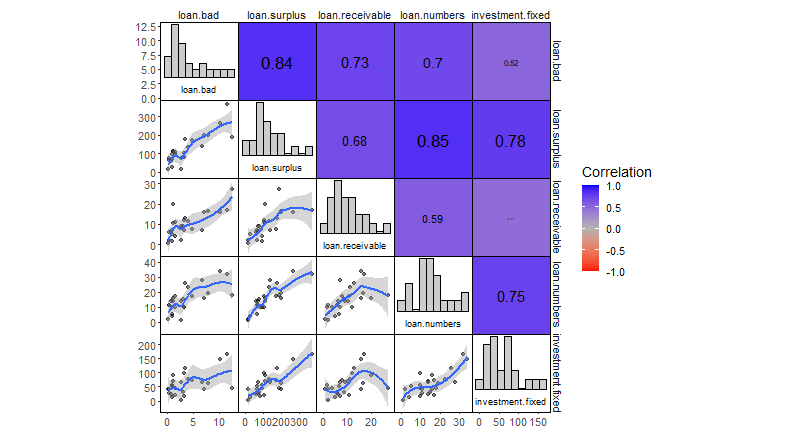 loan.bad loan.surplus loan.receivable loan.numbers investment.fixed
12.5
10.0
7.5
5.0
2.5
0.0
loan.bad
0.84
0.73
0.7
0.52
loan.bad
300
200
100
0
loan.surplus
0.68
0.85
0.78
loan.surplus
30
20
10
0
loan.receivable
0.59
loan.receivable
40
30
20
10
0
loan.numbers
0.75
loan.numbers
200
150
100
50
0
investment.fixed
investment.fixed
0 5 10
0 100 200 300
0 10 20
0 10 20 30
0 50 100 150
Correlation
1.0
0.5
0.0
-0.5
-1.0